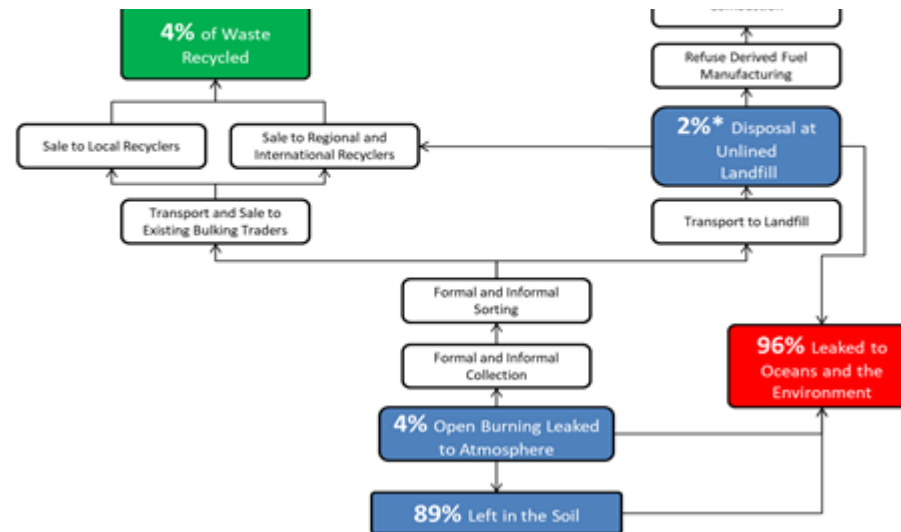 4% of Waste
Recycled
Refuse Derived Fuel
Manufacturing
Sale to Local Recyclers
Sale to Regional and
International Recyclers
2%* Disposal at
Unlined
Landfill
Transport and Sale to
Existing Bulking Traders
Transport to Landfill
Formal and Informal
Sorting
Formal and Informal
Collection
96% Leaked to
Oceans and the
Environment
4% Open Burning Leaked
to Atmosphere
89% Left in the Soil